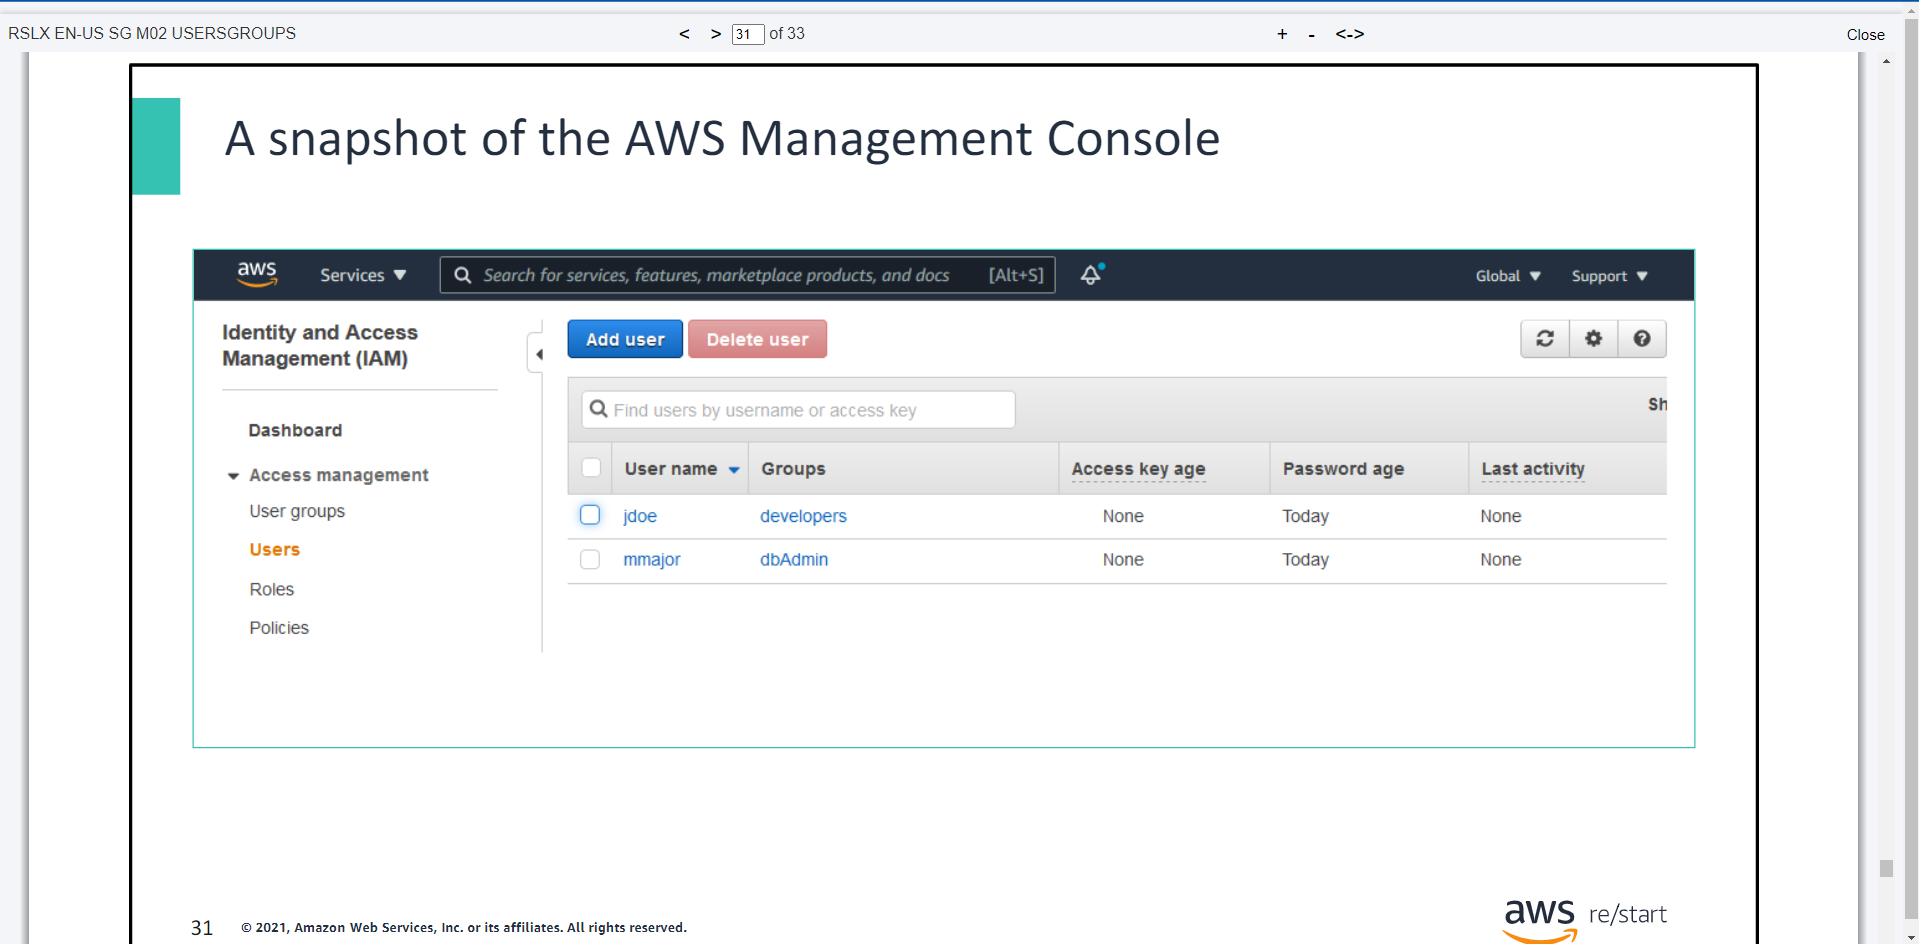 RSLX EN-US SG M02 USERSGROUPS
< > 31 of 33
+ - <->
Close
A snapshot of the AWS Management Console
aws
Services
Search for services, features, marketplace products, and docs [Alt+S]
Global
Support
Identity and Access
Management (IAM)
Dashboard
Access management
User groups
Users
Roles
Policies
Add user
Delete user
Find users by username or access key
Sh
User name Groups Access key age Password age Last activity
jdoe developers None Today None
mmajor dbAdmin None Today None
31
© 2021, Amazon Web Services, Inc. or its affiliates. All rights reserved.
aws re/start